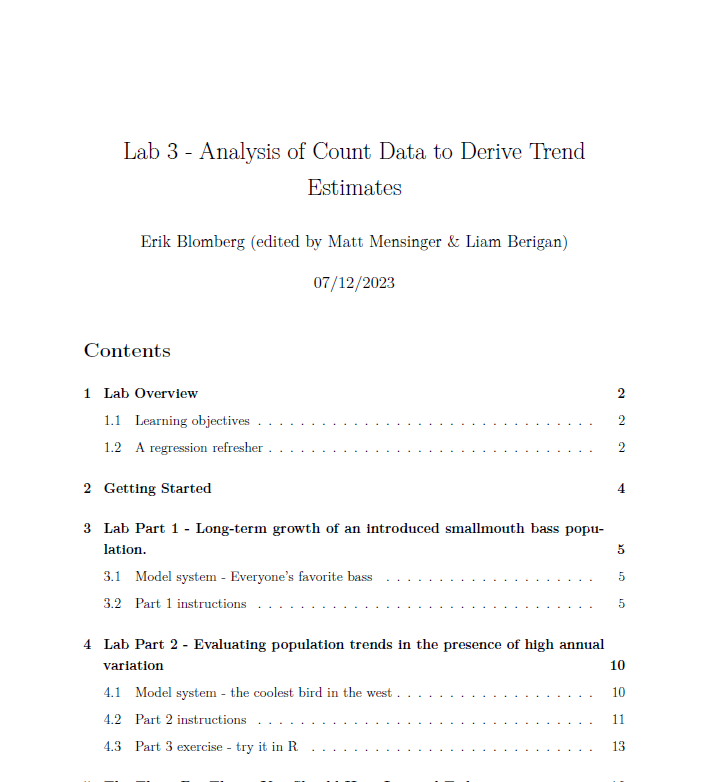 Lab 3 - Analysis of Count Data to Derive Trend
Estimates
Erik Blomberg (edited by Matt Mensinger & Liam Berigan)
07/12/2023
Contents
1 Lab Overview 2
1.1 Learning objectives . . . . . . . . . . . . . . . . . . . . . . . . . . . . . . . . 2
1.2 A regression refresher . . . . . . . . . . . . . . . . . . . . . . . . . . . . . . . 2
2 Getting Started 4
3 Lab Part 1 - Long-term growth of an introduced smallmouth bass popu-
lation. 5
3.1 Model system - Everyone's favorite bass . . . . . . . . . . . . . . . . . . . . 5
3.2 Part 1 instructions . . . . . . . . . . . . . . . . . . . . . . . . . . . . . . . . 5
4 Lab Part 2 - Evaluating population trends in the presence of high annual
variation 10
4.1 Model system - the coolest bird in the west . . . . . . . . . . . . . . . . . . . 10
4.2 Part 2 instructions . . . . . . . . . . . . . . . . . . . . . . . . . . . . . . . . 11
4.3 Part 3 exercise - try it in R . . . . . . . . . . . . . . . . . . . . . . . . . . . 13